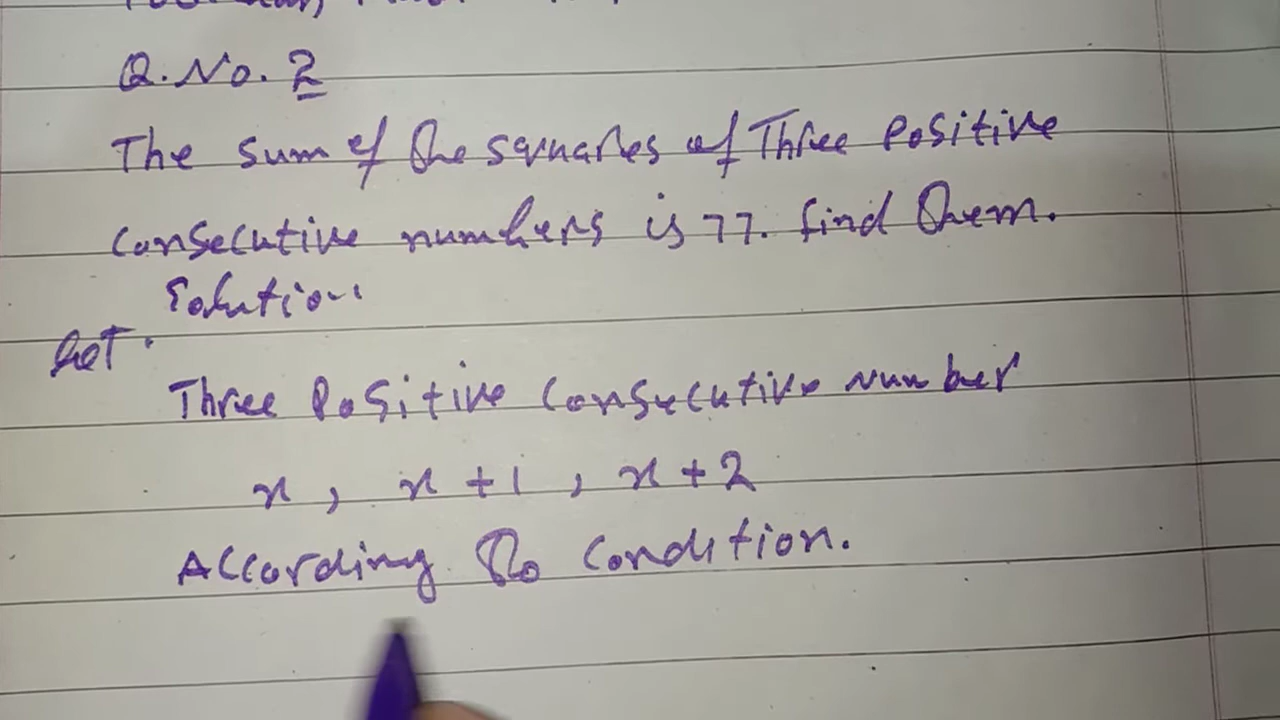 Q.No.2
The sum of the squares of Three Positive
Consecutive numbers is 77. find them.
Solution:
Let.
Three Positive Consecutive Number
x, x+1, x+2
According To Condition.